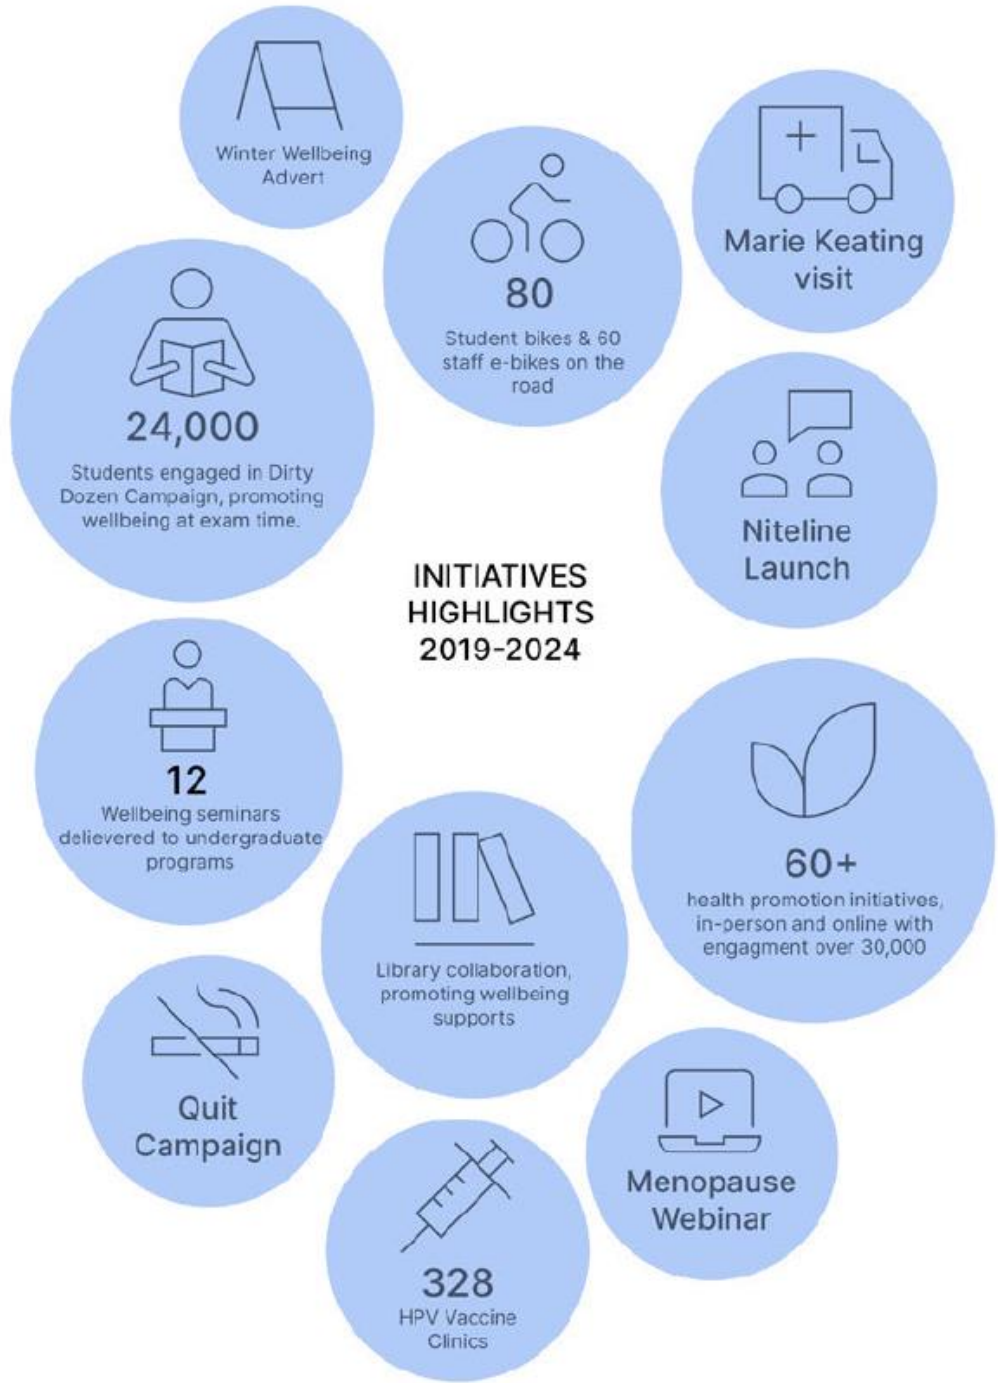 Winter Wellbeing
Advert
80
Student bikes & 60
staff e-bikes on the
road
Marie Keating
visit
24,000
Students engaged in Dirty
Dozen Campaign, promoting
wellbeing at exam time.
Niteline
Launch
INITIATIVES
HIGHLIGHTS
2019-2024
12
Wellbeing seminars
delievered to undergraduate
programs
60+
health promotion initiatives,
in-person and online with
engagment over 30,000
Library collaboration,
promoting wellbeing
supports
Quit
Campaign
Menopause
Webinar
328
HPV Vaccine
Clinics